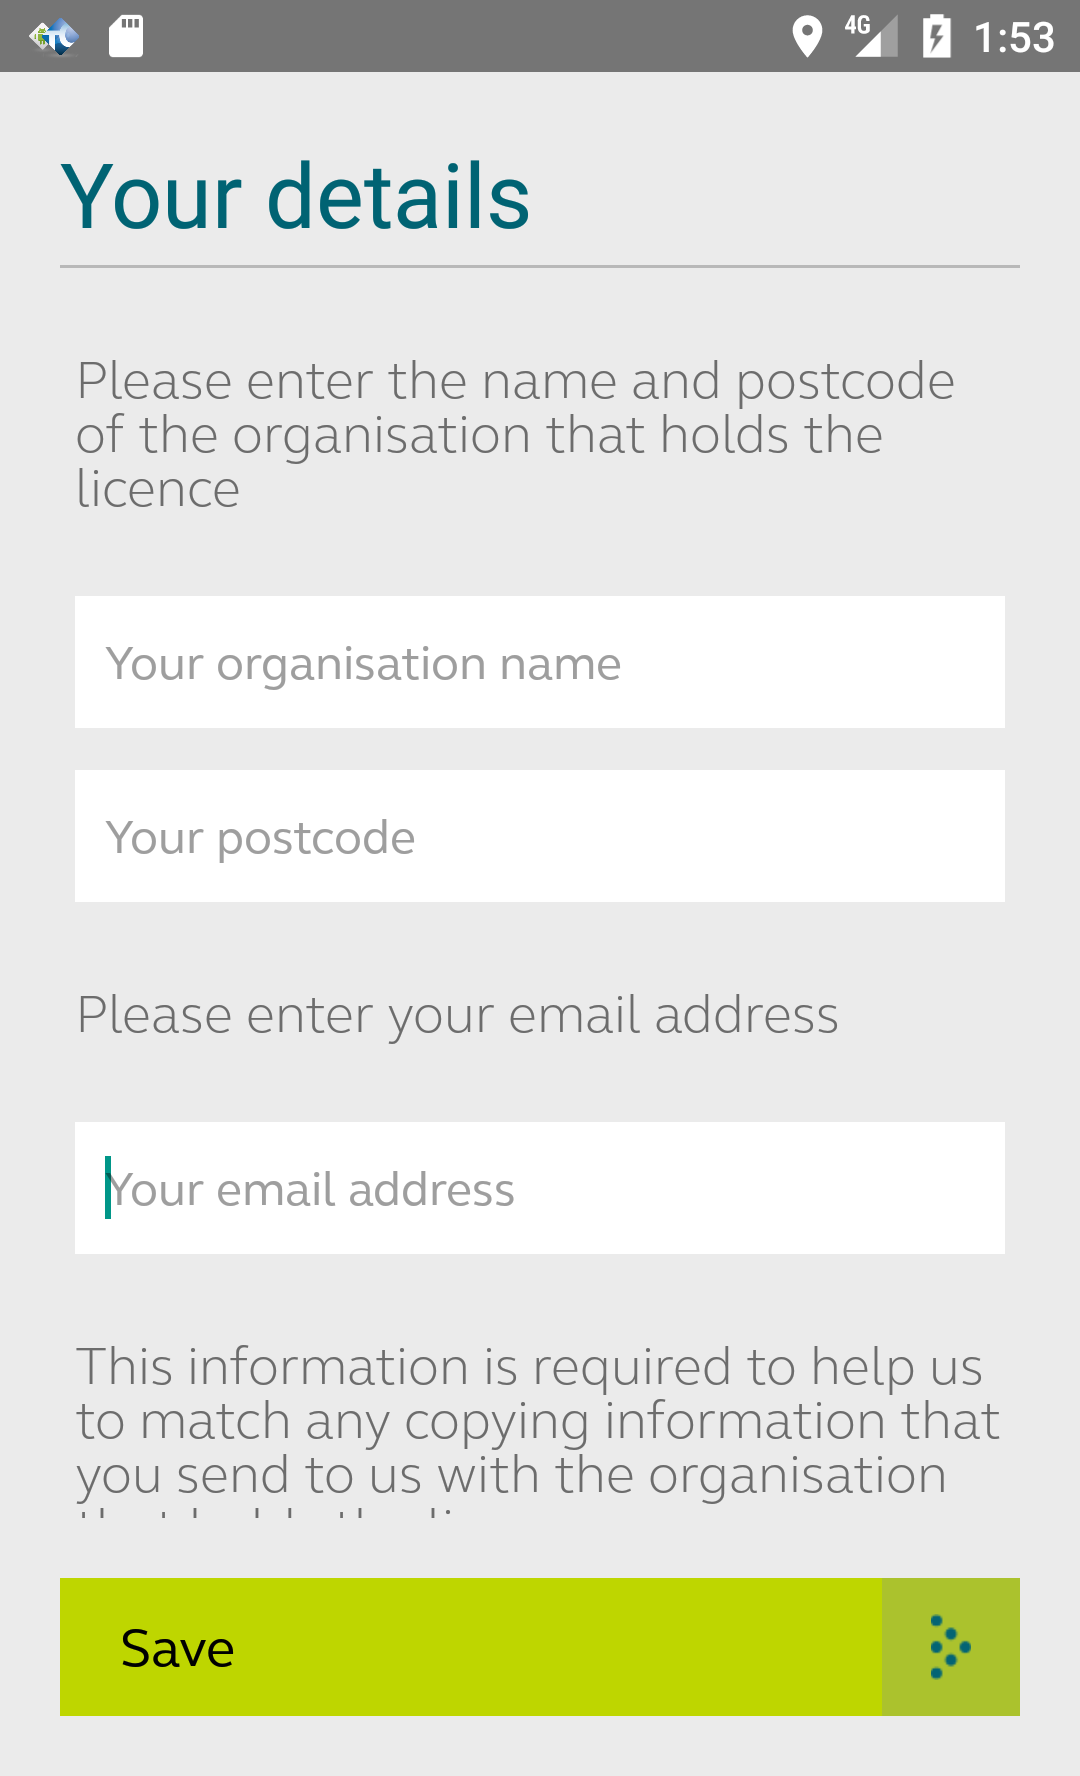 4G 1:53
Your details
Please enter the name and postcode
of the organisation that holds the
licence
Your organisation name
Your postcode
Please enter your email address
Your email address
This information is required to help us
to match any copying information that
you send to us with the organisation
Save